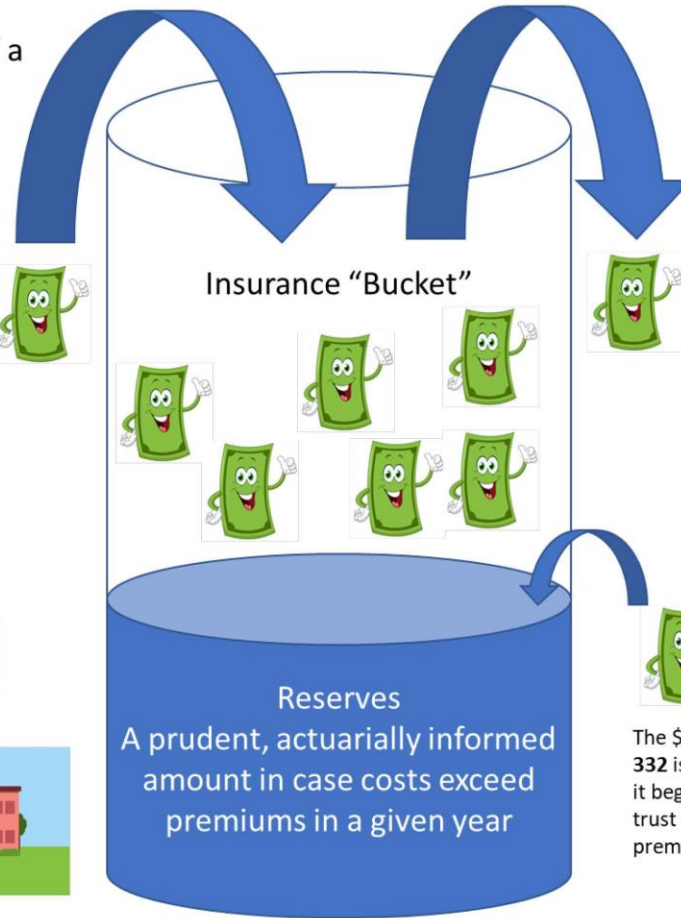 a
Insurance “Bucket”
Reserves
A prudent, actuarially informed
amount in case costs exceed
premiums in a given year
The $
332 is
it beg
trust
prem